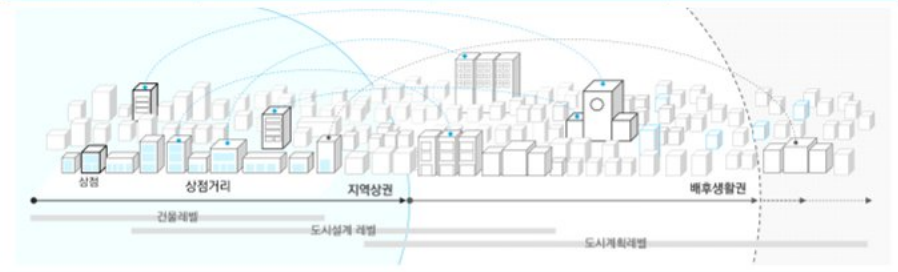 상점
상점거리
지역상권
배후생활권
건물레벨
도시설계 레벨
도시계획레벨